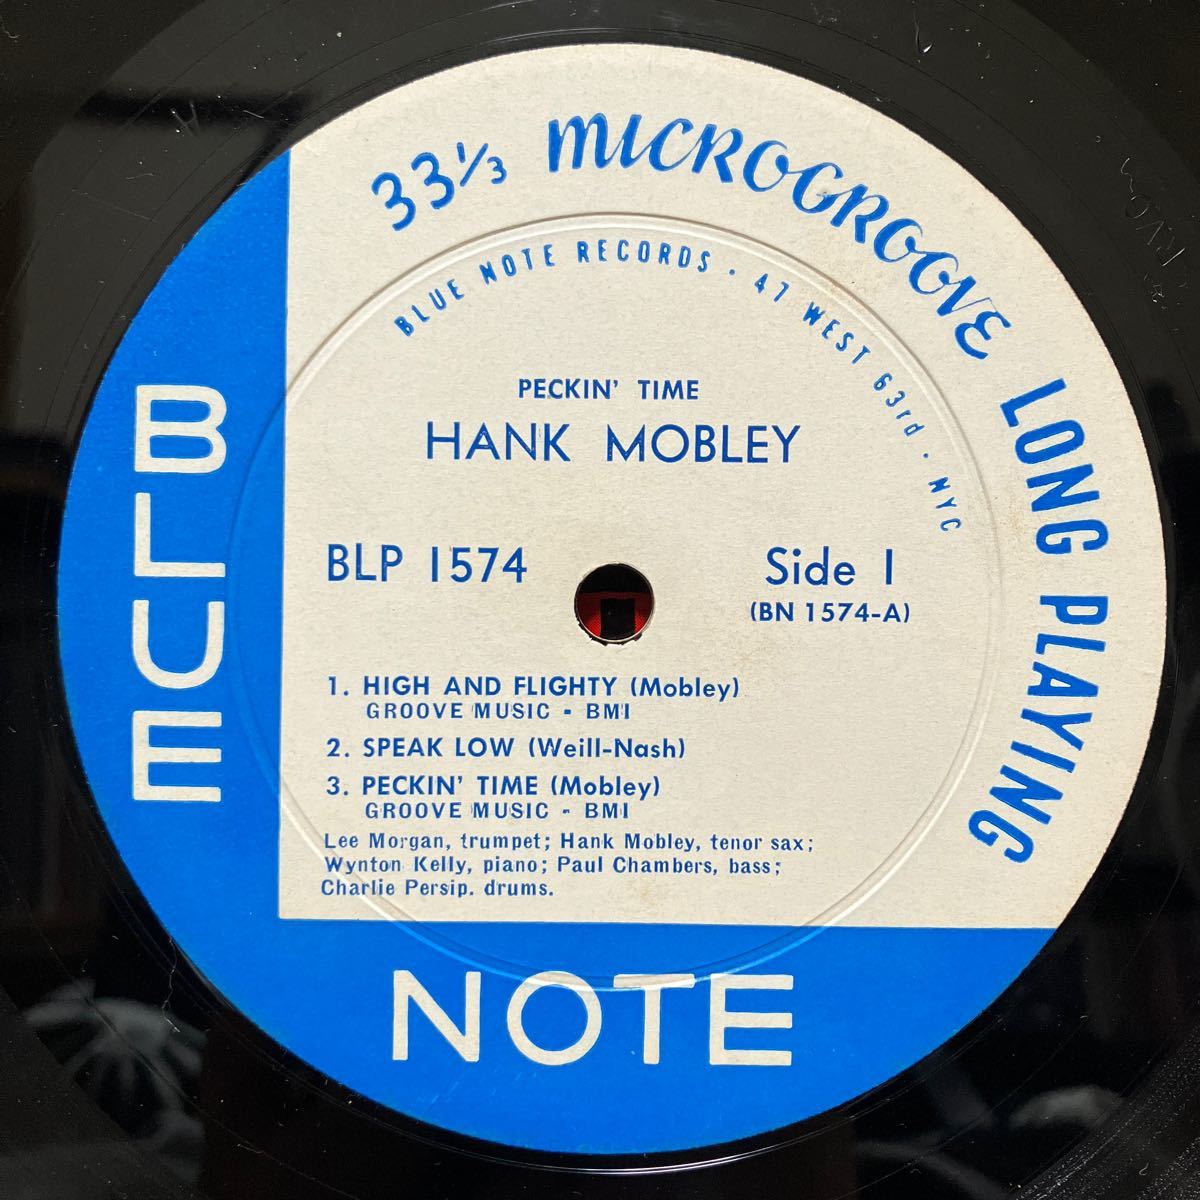 33⅓ MICROGROOVE LONG PLAYING
BLUE NOTE RECORDS · 47 WEST 63rd · NYC
PECKIN' TIME
HANK MOBLEY
BLP 1574
Side 1
(BN 1574-A)
1. HIGH AND FLIGHTY (Mobley)
GROOVE MUSIC - BMI
2. SPEAK LOW (Weill-Nash)
3. PECKIN' TIME (Mobley)
GROOVE MUSIC - BMI
Lee Morgan, trumpet; Hank Mobley, tenor sax;
Wynton Kelly, piano; Paul Chambers, bass;
Charlie Persip. drums.
BLUE
NOTE